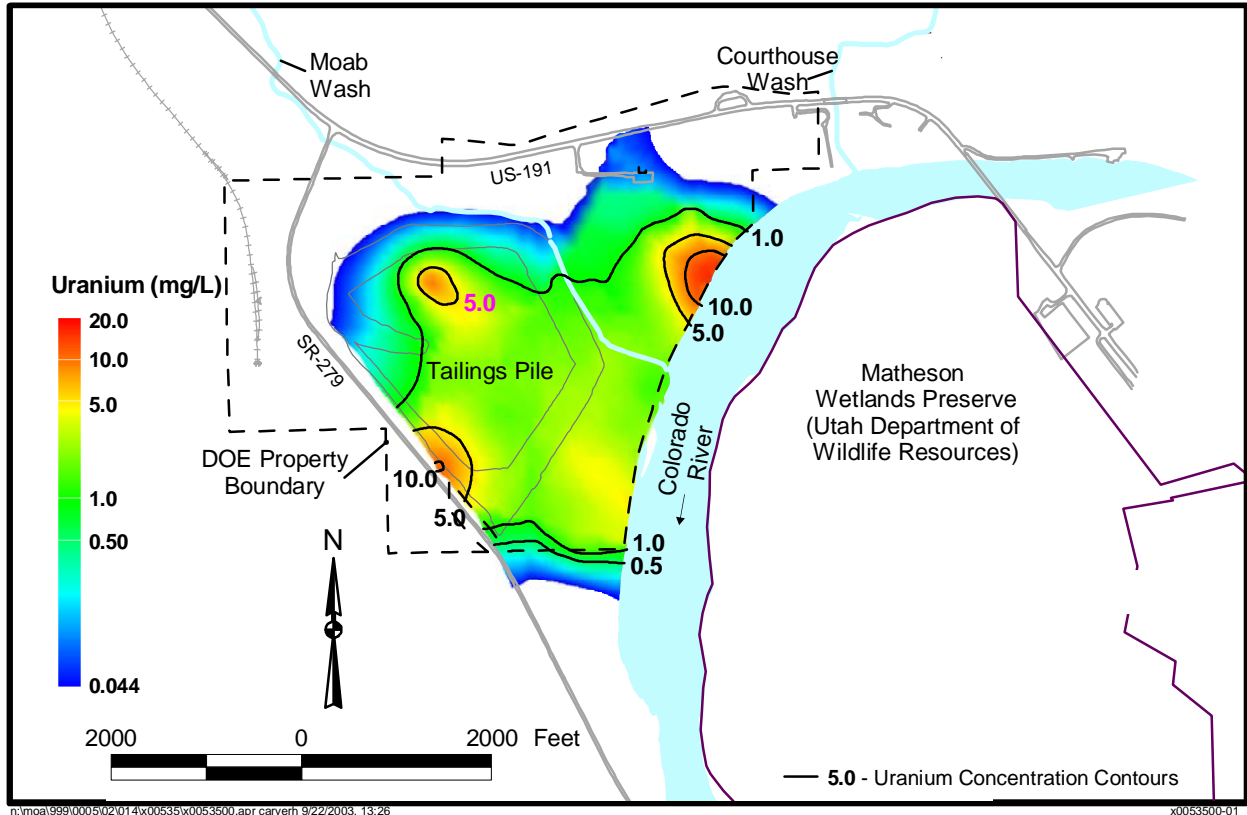 Moab
Wash
Courthouse
Wash
US-191
Uranium (mg/L)
20.0
10.0
5.0
1.0
0.50
0.044
1.0
10.0
5.0
5.0
SR-279
Tailings Pile
Matheson
Wetlands Preserve
(Utah Department of
Wildlife Resources)
Colorado
River
DOE Property
Boundary
10.0
5.0
1.0
0.5
N
2000 0 2000 Feet
5.0 - Uranium Concentration Contours
n:\moa\999\0005\02\014\x00535\x0053500.apr carverh 9/22/2003, 13:26
x0053500-01